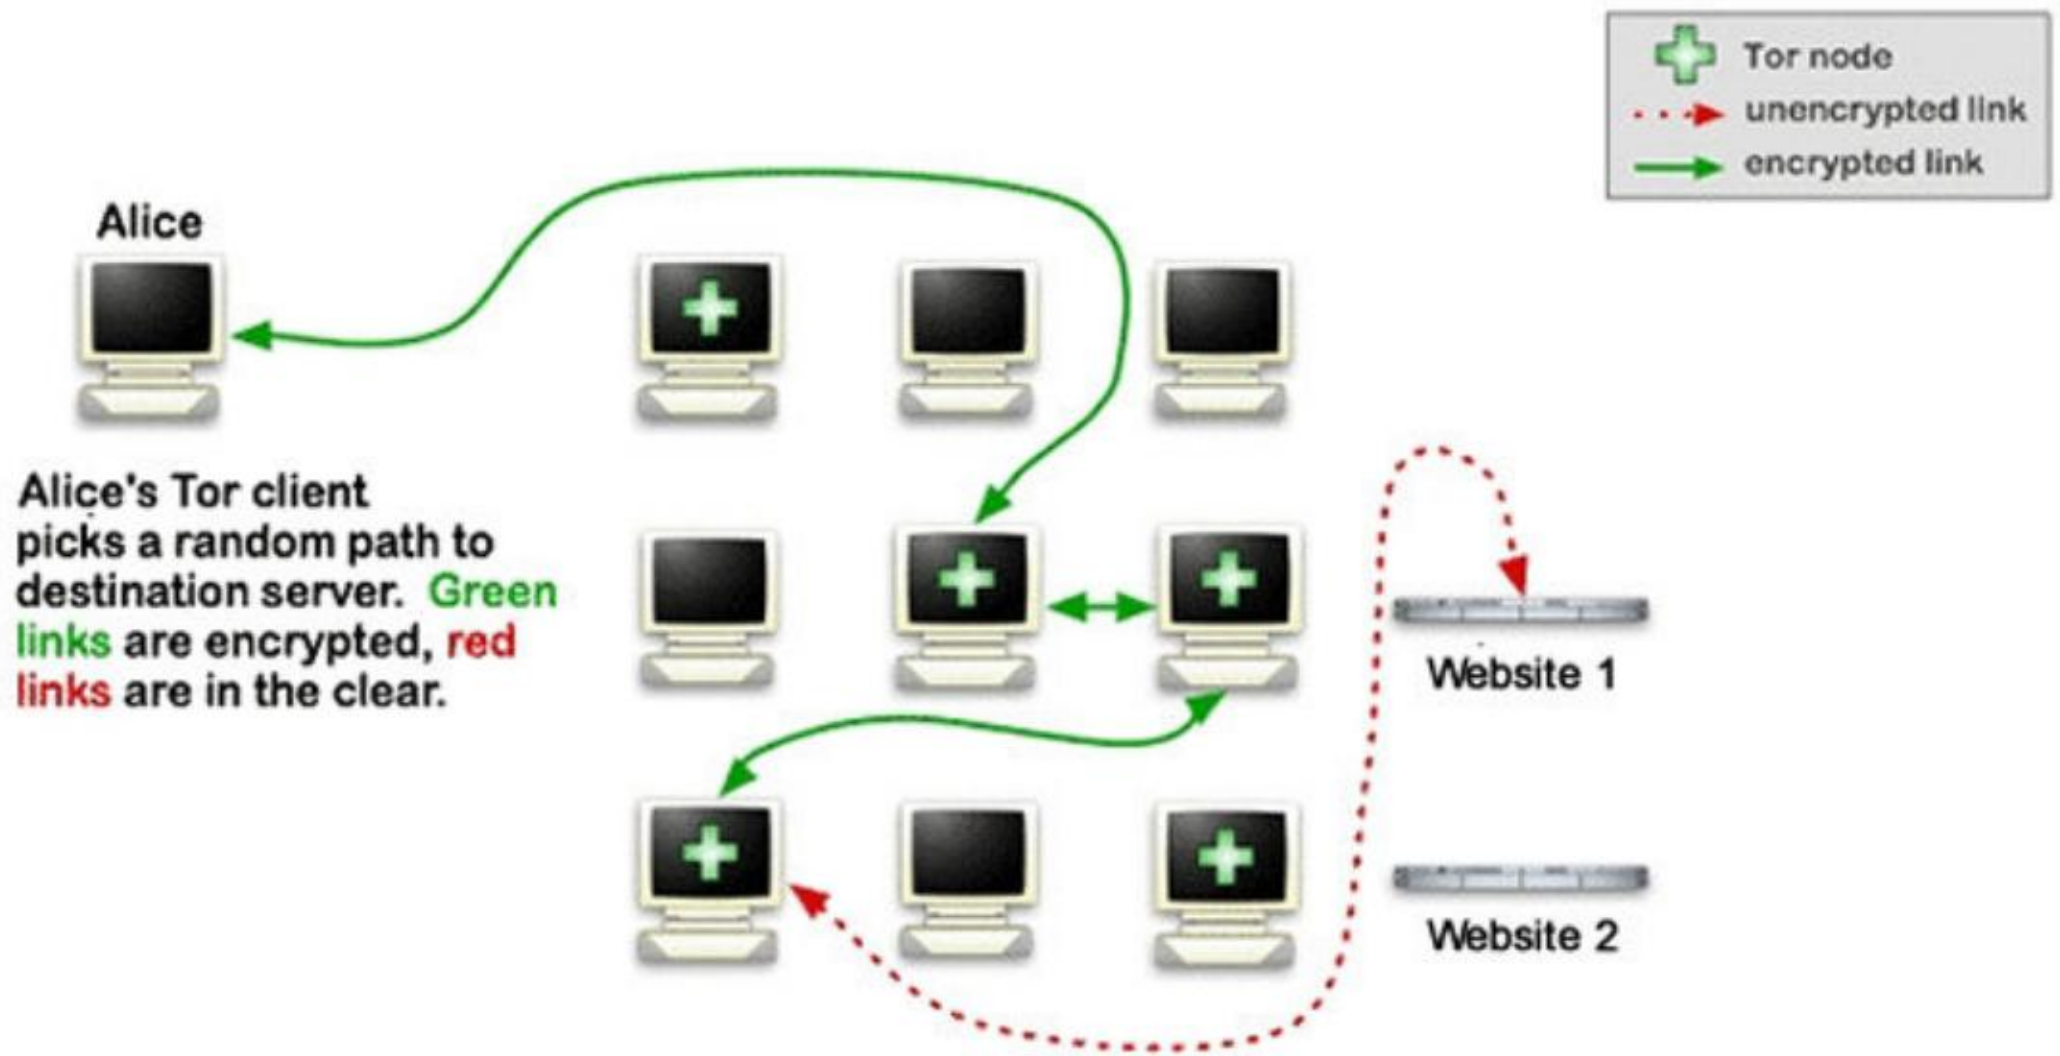 Tor node
unencrypted link
encrypted link
Alice
Alice's Tor client
picks a random path to
destination server. Green
links are encrypted, red
links are in the clear.
Website 1
Website 2